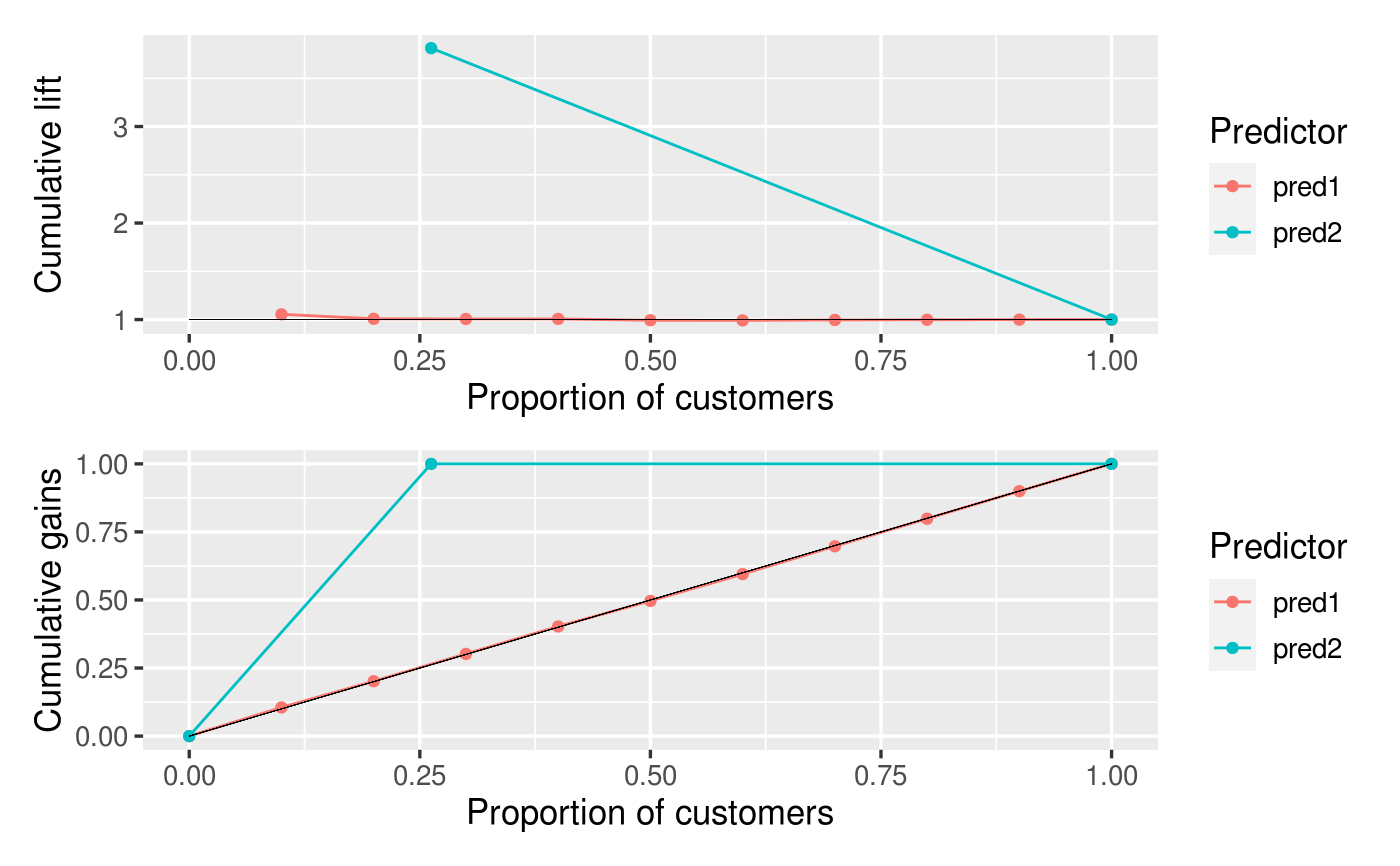 Cumulative lift
3
2
1
0.00 0.25 0.50 0.75 1.00
Proportion of customers
Predictor
pred1
pred2
Cumulative gains
1.00
0.75
0.50
0.25
0.00
0.00 0.25 0.50 0.75 1.00
Proportion of customers
Predictor
pred1
pred2